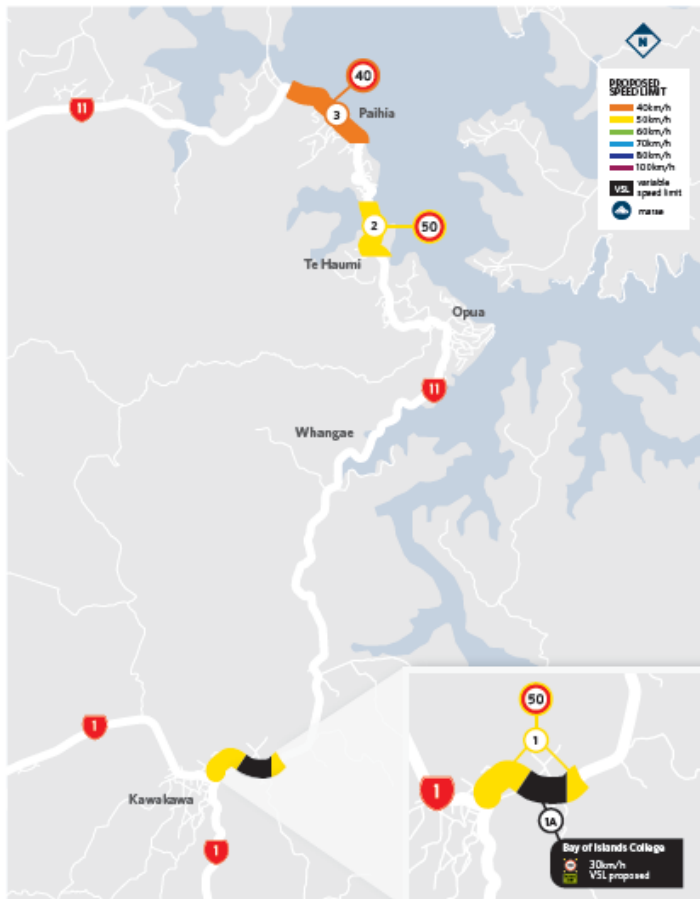 N
PROPOSED
SPEED LIMIT
40km/h
50km/h
60km/h
70km/h
80km/h
100km/h
VSL variable
speed limit
marae
11
40
3
Paihia
2
50
Te Haumi
Opua
11
Whangae
1
Kawakawa
1
50
1
1
1A
Bay of Islands College
30km/h
VSL proposed